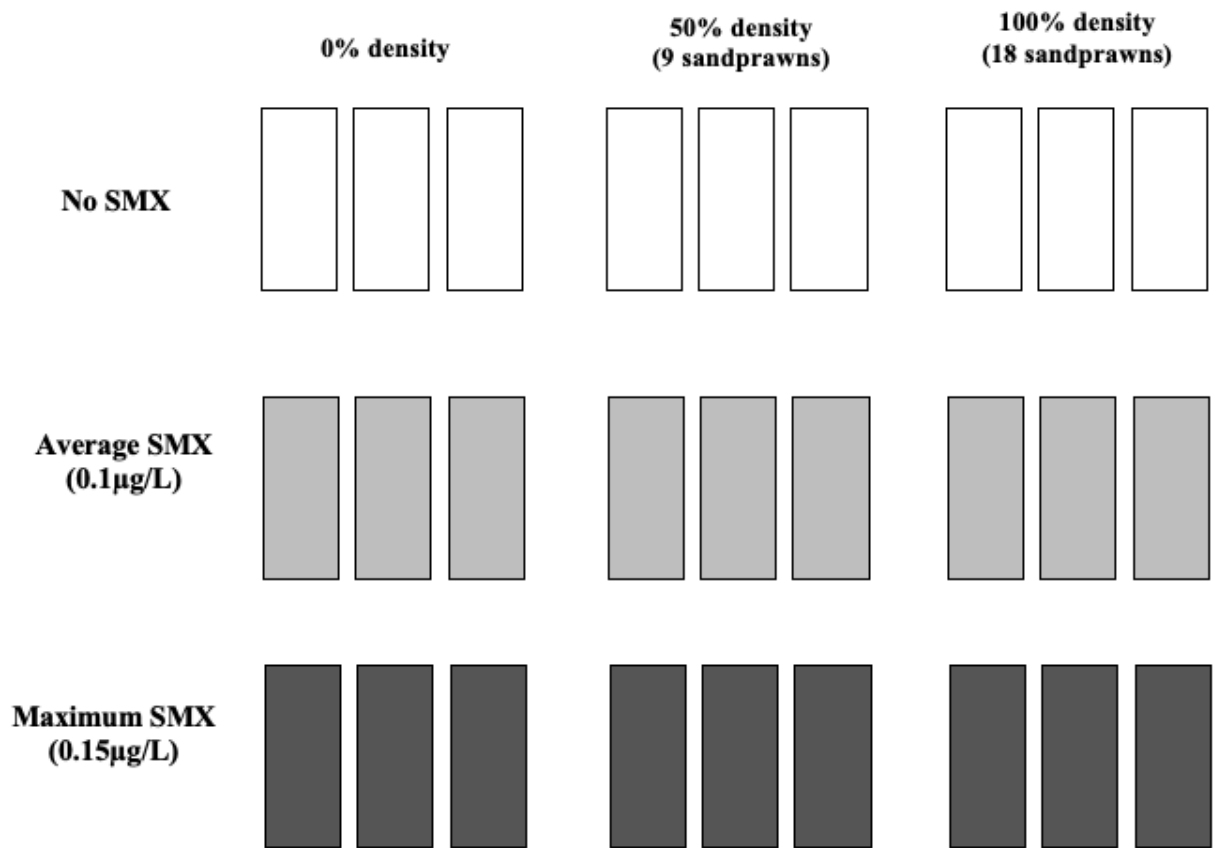 0% density
50% density
(9 sandprawns)
100% density
(18 sandprawns)
No SMX
Average SMX
(0.1µg/L)
Maximum SMX
(0.15µg/L)